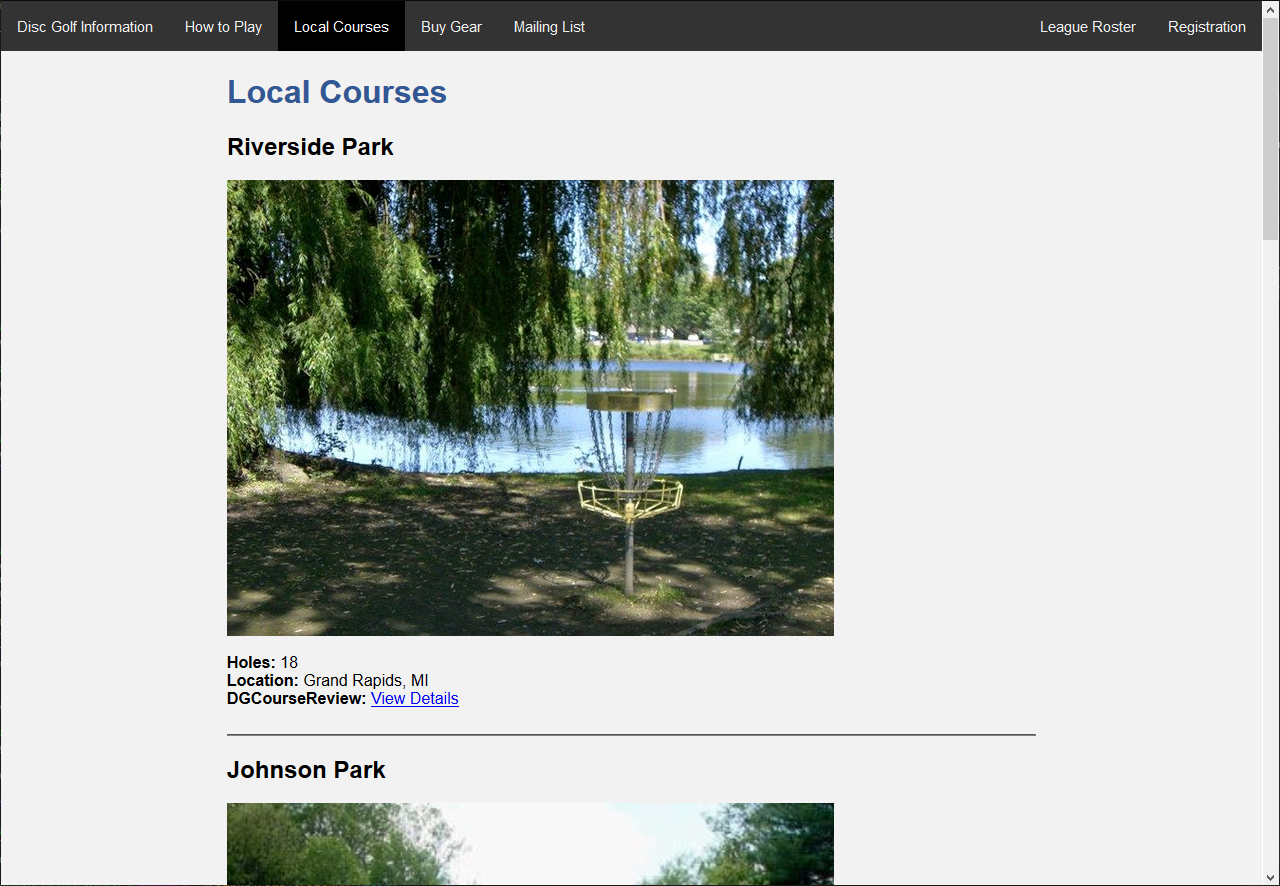 Disc Golf Information How to Play Local Courses Buy Gear Mailing List League Roster Registration
Local Courses
Riverside Park
Holes: 18
Location: Grand Rapids, MI
DGCourseReview: View Details
Johnson Park